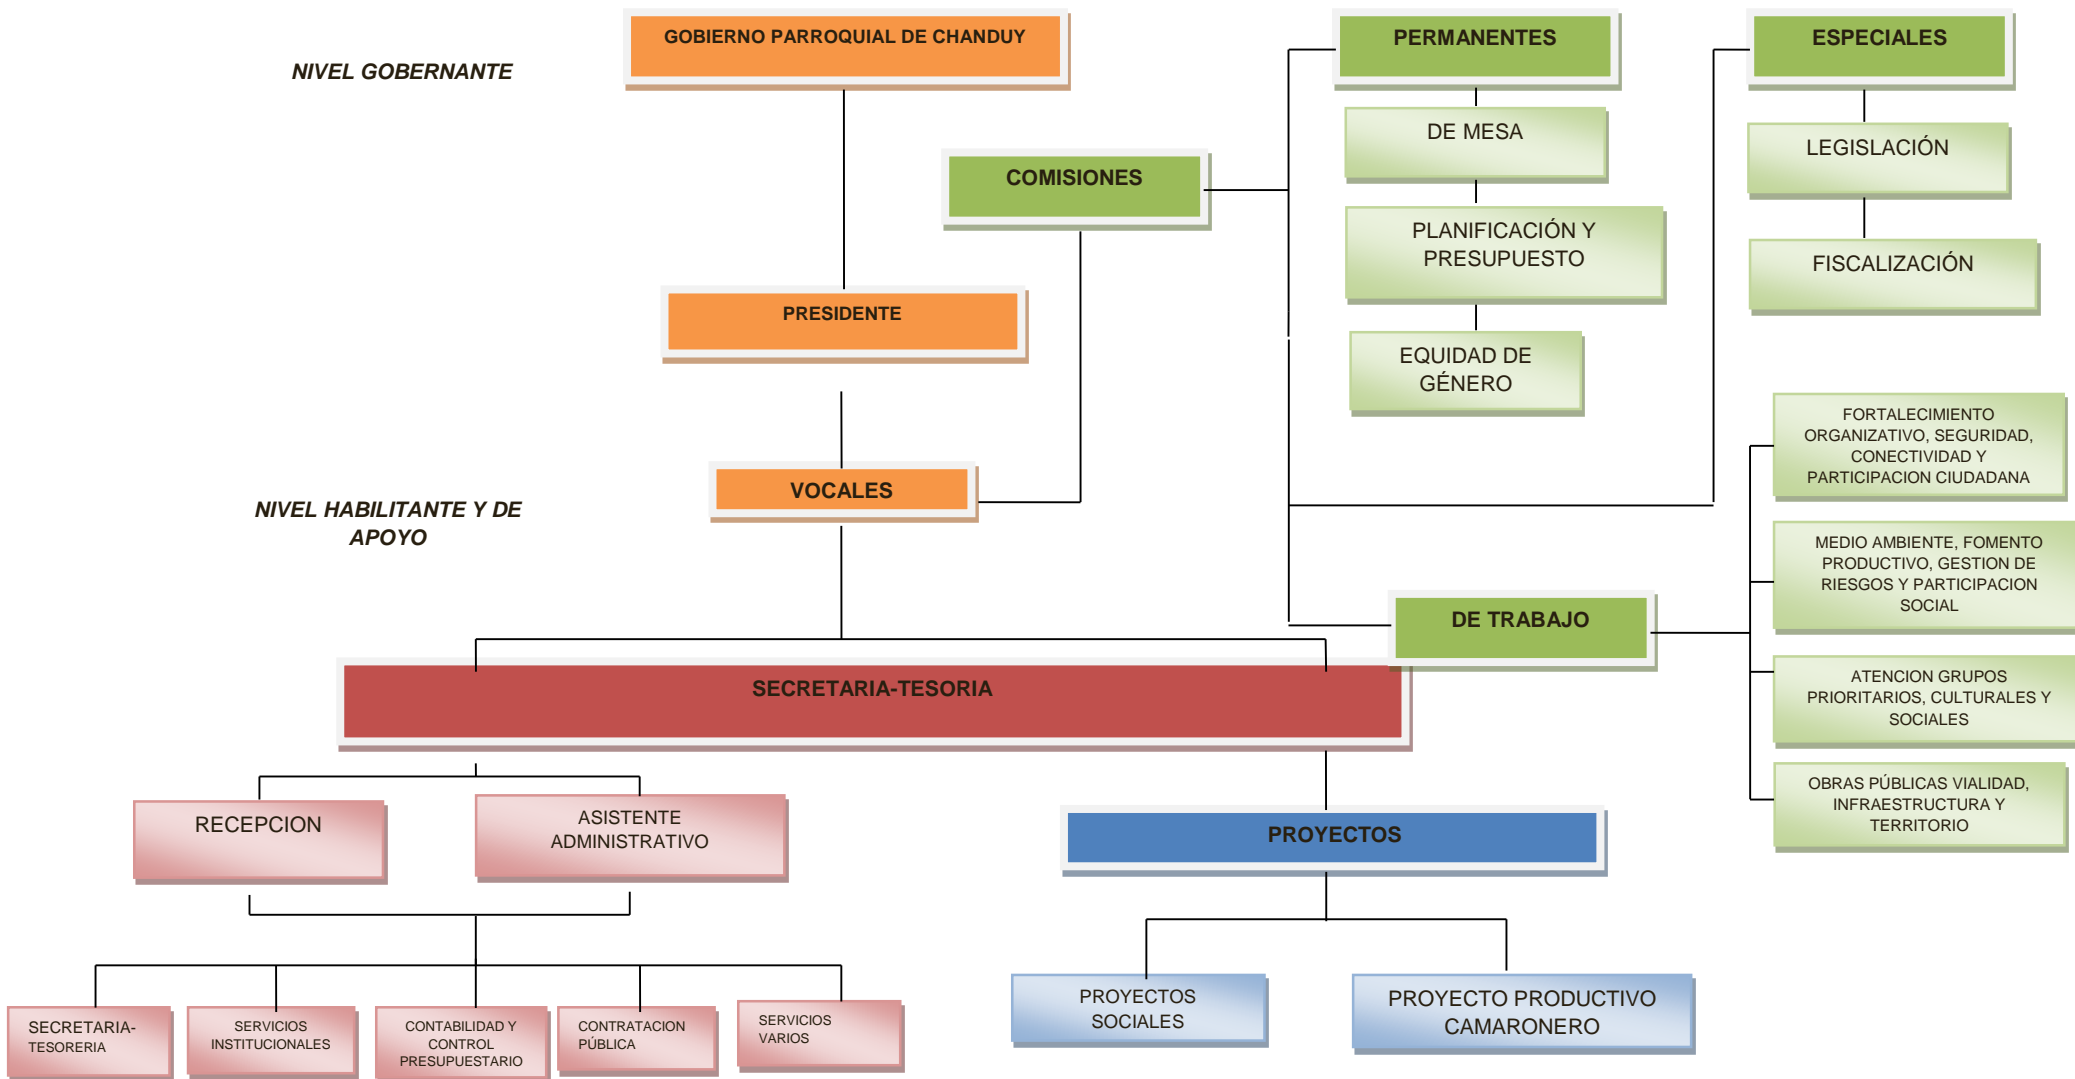 NIVEL GOBERNANTE
GOBIERNO PARROQUIAL DE CHANDUY
PRESIDENTE
VOCALES
NIVEL HABILITANTE Y DE
APOYO
COMISIONES
PERMANENTES
DE MESA
PLANIFICACIÓN Y
PRESUPUESTO
EQUIDAD DE
GÉNERO
ESPECIALES
LEGISLACIÓN
FISCALIZACIÓN
DE TRABAJO
FORTALECIMIENTO
ORGANIZATIVO, SEGURIDAD,
CONECTIVIDAD Y
PARTICIPACION CIUDADANA
MEDIO AMBIENTE, FOMENTO
PRODUCTIVO, GESTION DE
RIESGOS Y PARTICIPACION
SOCIAL
ATENCION GRUPOS
PRIORITARIOS, CULTURALES Y
SOCIALES
OBRAS PÚBLICAS VIALIDAD,
INFRAESTRUCTURA Y
TERRITORIO
SECRETARIA-TESORIA
RECEPCION
ASISTENTE
ADMINISTRATIVO
SECRETARIA-
TESORERIA
SERVICIOS
INSTITUCIONALES
CONTABILIDAD Y
CONTROL
PRESUPUESTARIO
CONTRATACION
PÚBLICA
SERVICIOS
VARIOS
PROYECTOS
PROYECTOS
SOCIALES
PROYECTO PRODUCTIVO
CAMARONERO